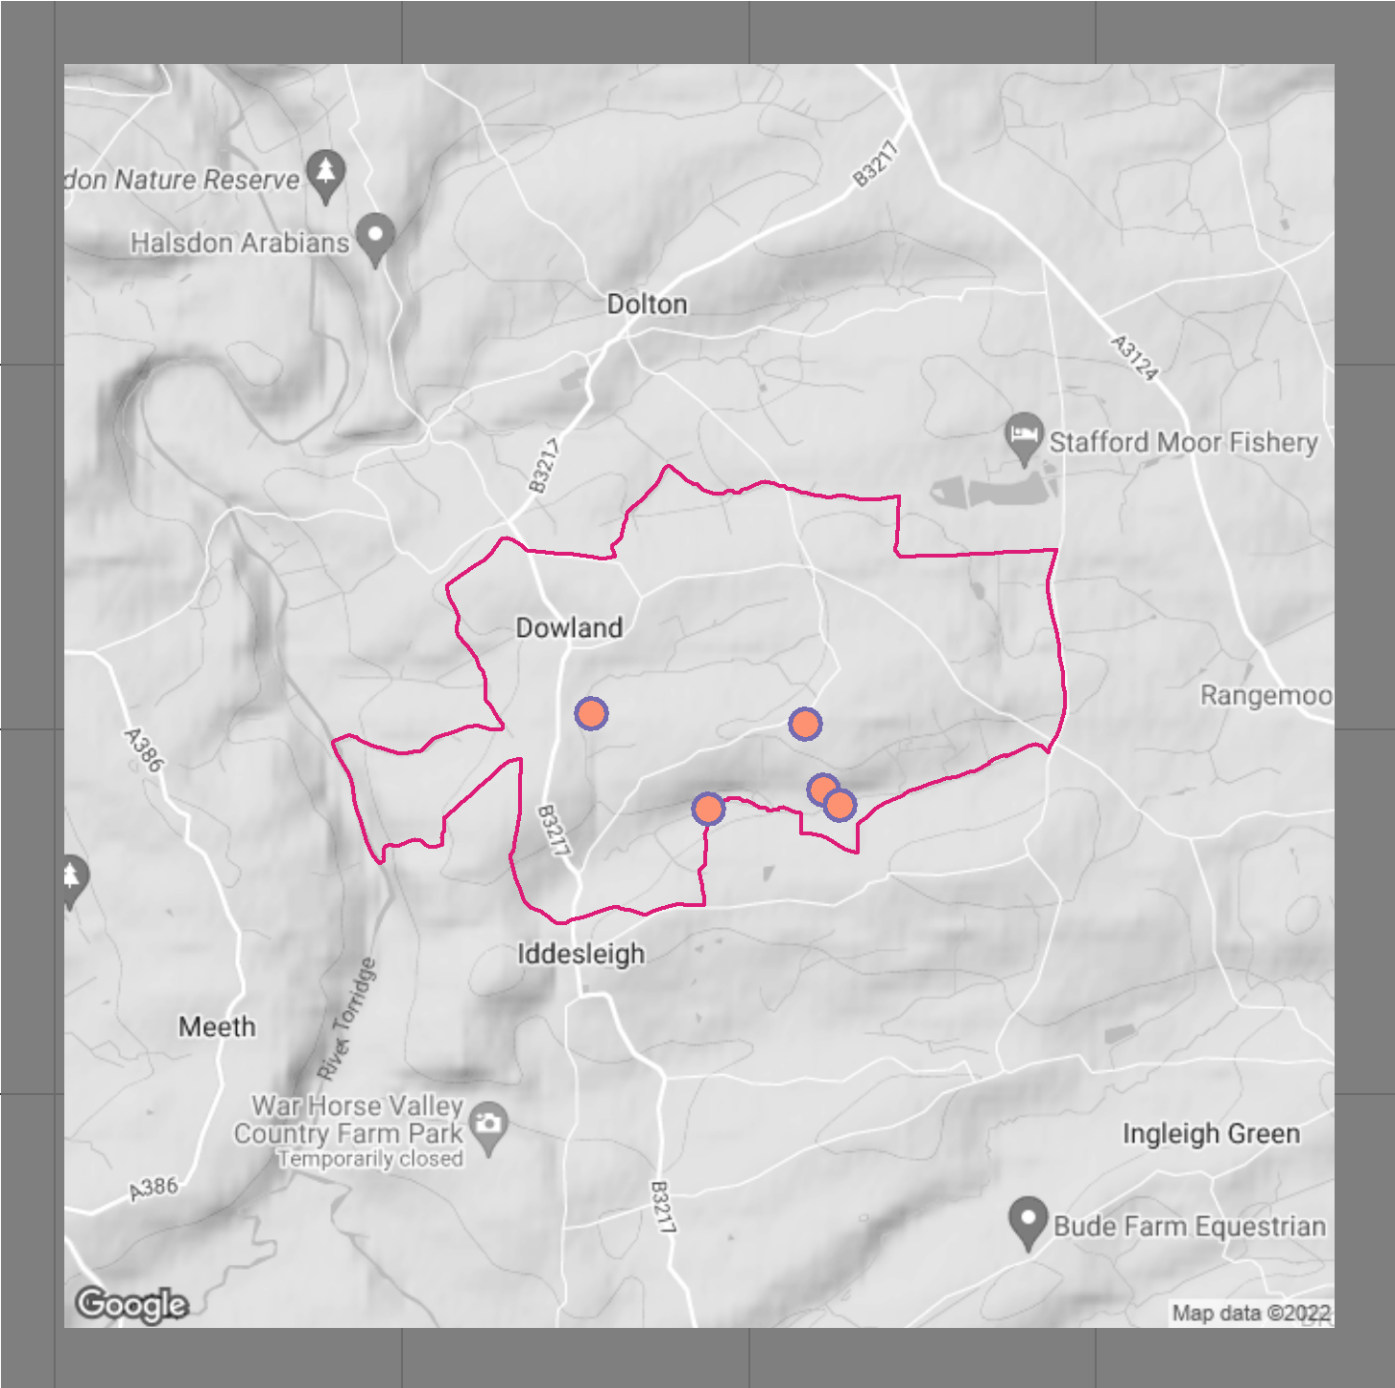 B3217
don Nature Reserve
Halsdon Arabians
Dolton
A3124
Stafford Moor Fishery
B3217
Dowland
Rangemoo
A386
B3217
Iddesleigh
River Torridge
Meeth
War Horse Valley
Country Farm Park
Temporarily closed
Ingleigh Green
A386
B3217
Bude Farm Equestrian
Google
Map data ©2022